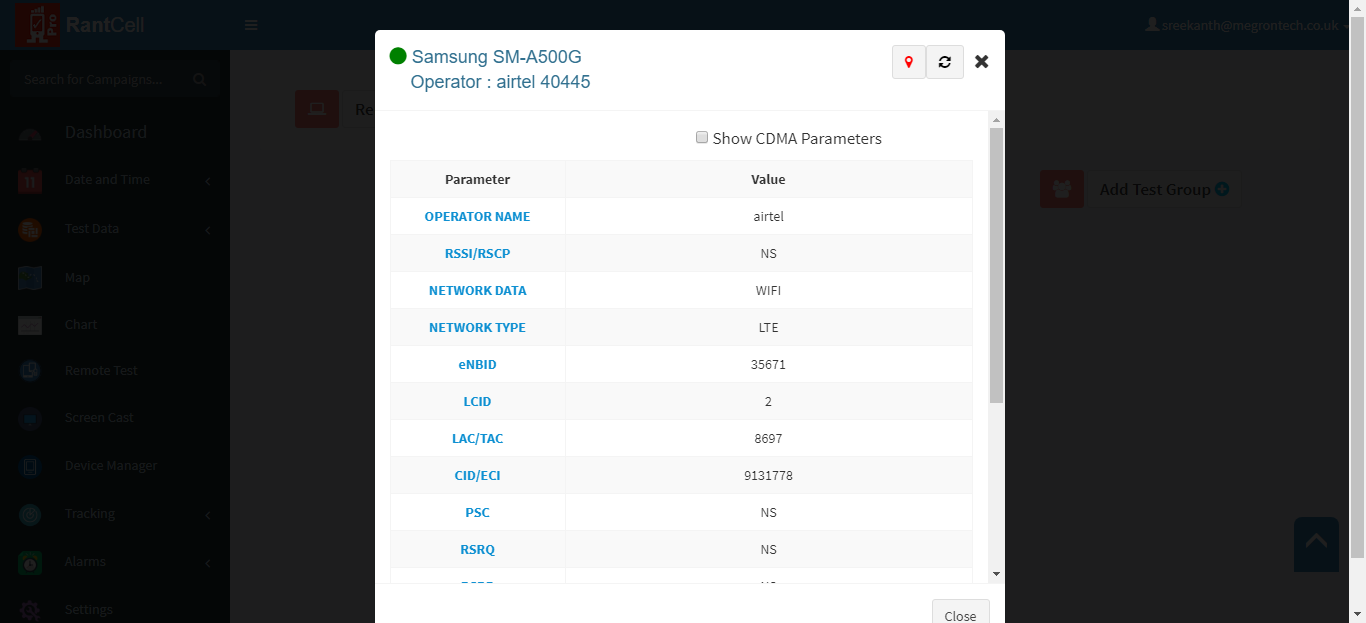 Pro RantCell
sreekanth@megrontech.co.uk
Search for Campaigns...
Dashboard
11 Date and Time
Test Data
Map
Chart
Remote Test
Screen Cast
Device Manager
Tracking
Alarms
Settings
Re
Add Test Group
Samsung SM-A500G
Operator : airtel 40445
Show CDMA Parameters
Parameter Value
OPERATOR NAME airtel
RSSI/RSCP NS
NETWORK DATA WIFI
NETWORK TYPE LTE
eNBID 35671
LCID 2
LAC/TAC 8697
CID/ECI 9131778
PSC NS
RSRQ NS
Close